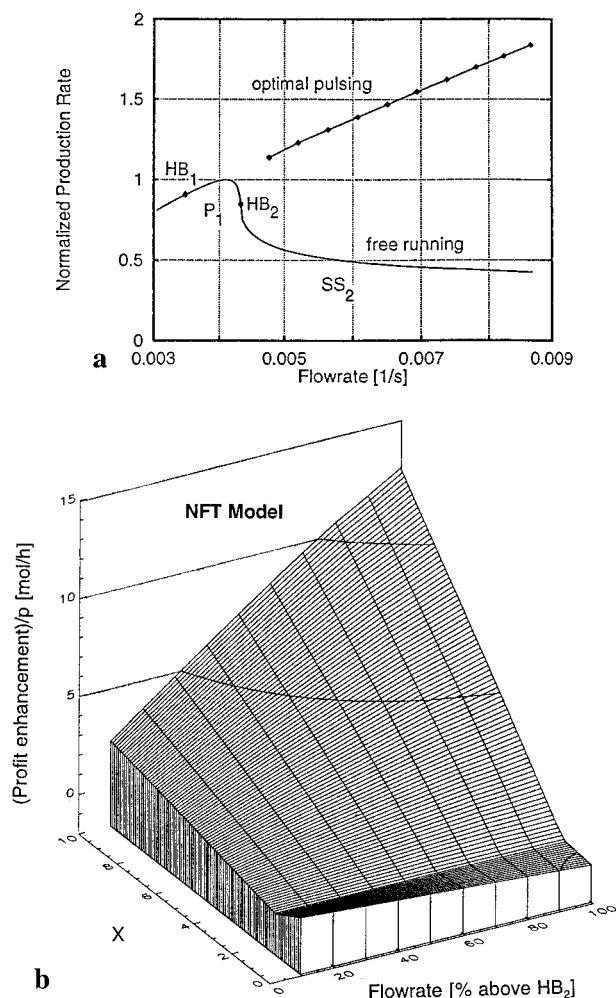 2
1.5
1
0.5
0
Normalized Production Rate
optimal pulsing
HB1
P1
HB2
free running
SS2
0.003
0.005
0.007
0.009
a
Flowrate [1/s]
15
10
5
0
NFT Model
(Profit enhancement)/p [mol/h]
10
8
6
4
2
0
X
20
40
60
80
100
b
Flowrate [% above HB2]